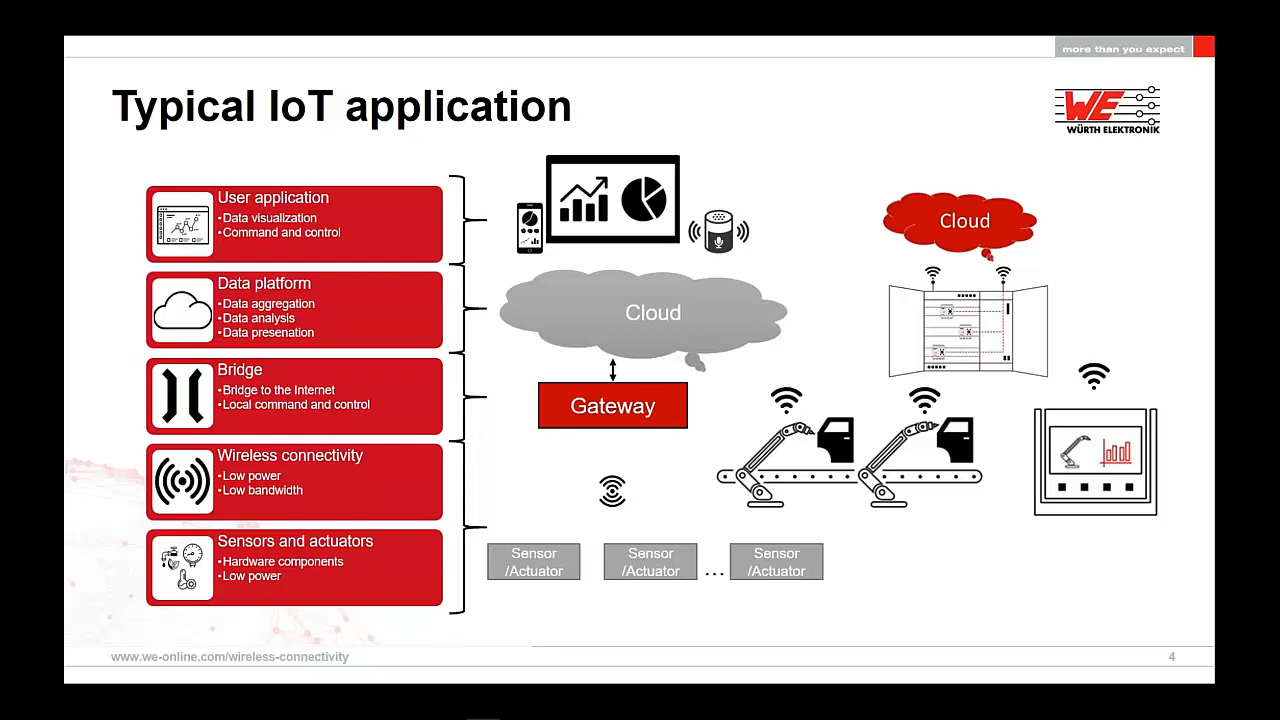 more than you expect
Typical IoT application
WE
WÜRTH ELEKTRONIK
User application
•Data visualization
•Command and control
Data platform
•Data aggregation
•Data analysis
•Data presenation
Bridge
•Bridge to the Internet
•Local command and control
Wireless connectivity
•Low power
•Low bandwidth
Sensors and actuators
•Hardware components
•Low power
Cloud
Gateway
Sensor
/Actuator
Sensor
/Actuator
...
Sensor
/Actuator
Cloud
www.we-online.com/wireless-connectivity
4